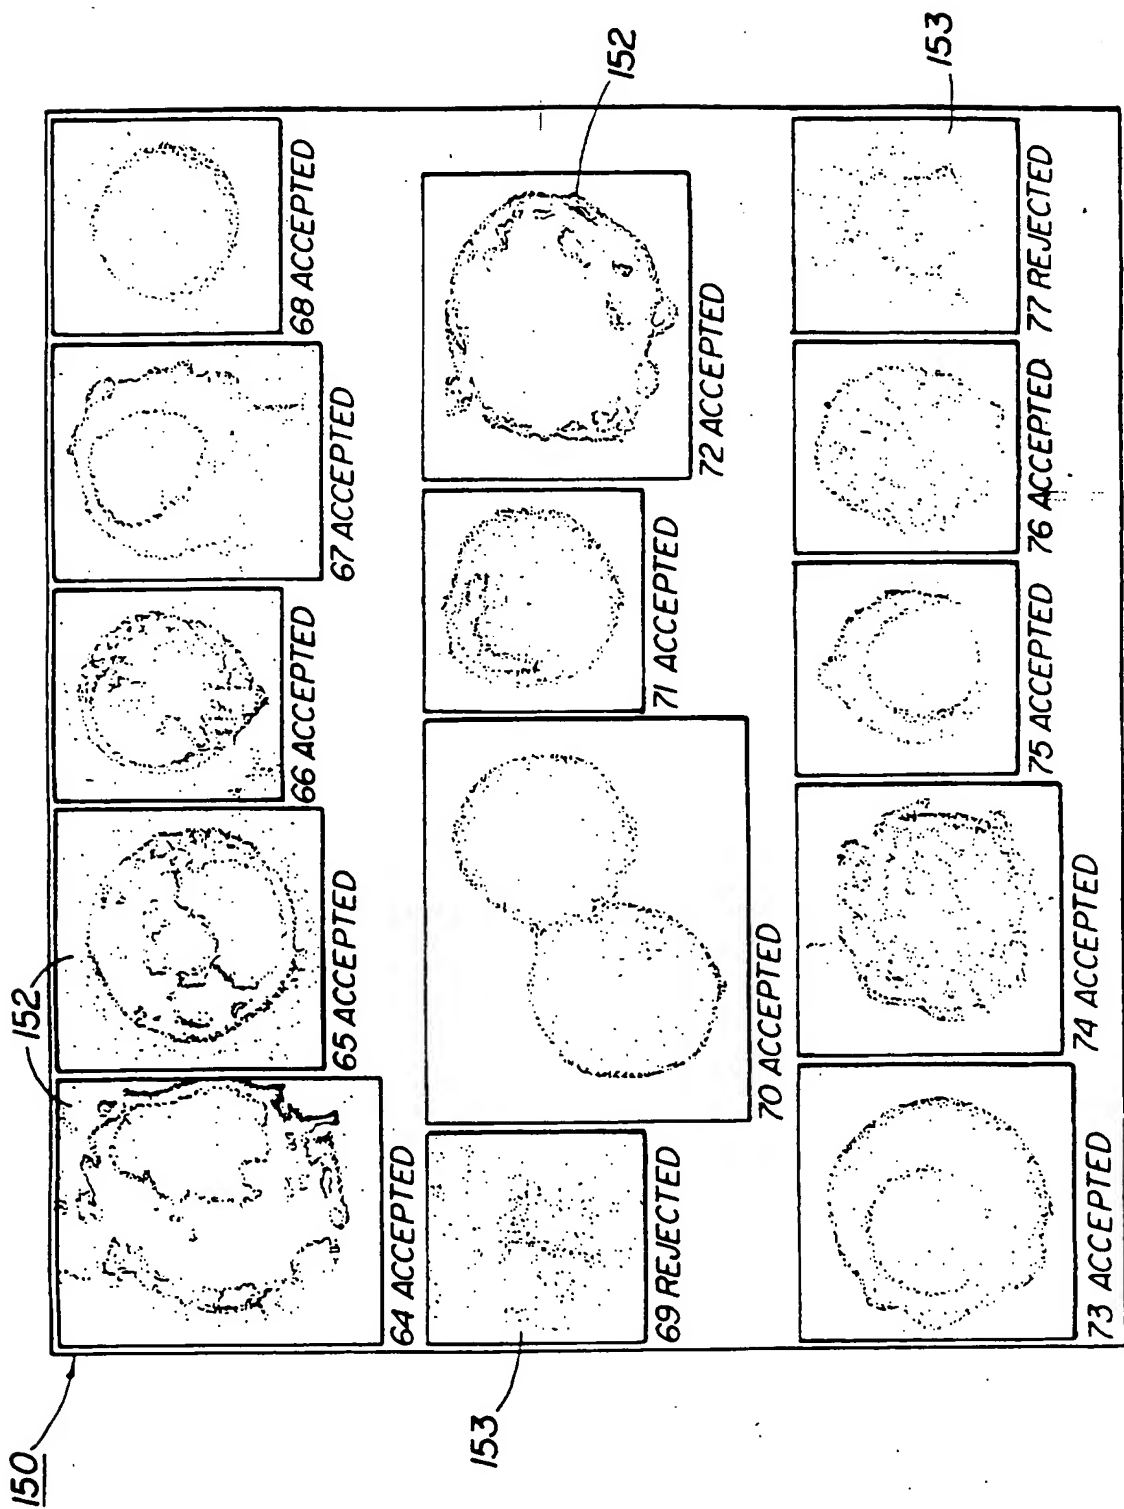 150
152
64 ACCEPTED
65 ACCEPTED
66 ACCEPTED
67 ACCEPTED
68 ACCEPTED
153
69 REJECTED
70 ACCEPTED
71 ACCEPTED
72 ACCEPTED
152
73 ACCEPTED
74 ACCEPTED
75 ACCEPTED
76 ACCEPTED
77 REJECTED
153